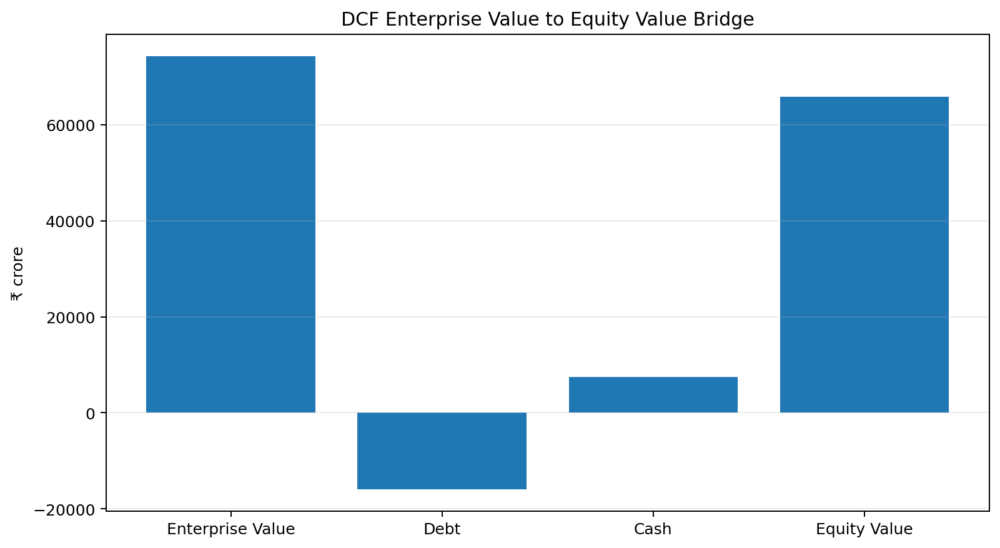 DCF Enterprise Value to Equity Value Bridge
₹ crore
60000
40000
20000
0
−20000
Enterprise Value Debt Cash Equity Value